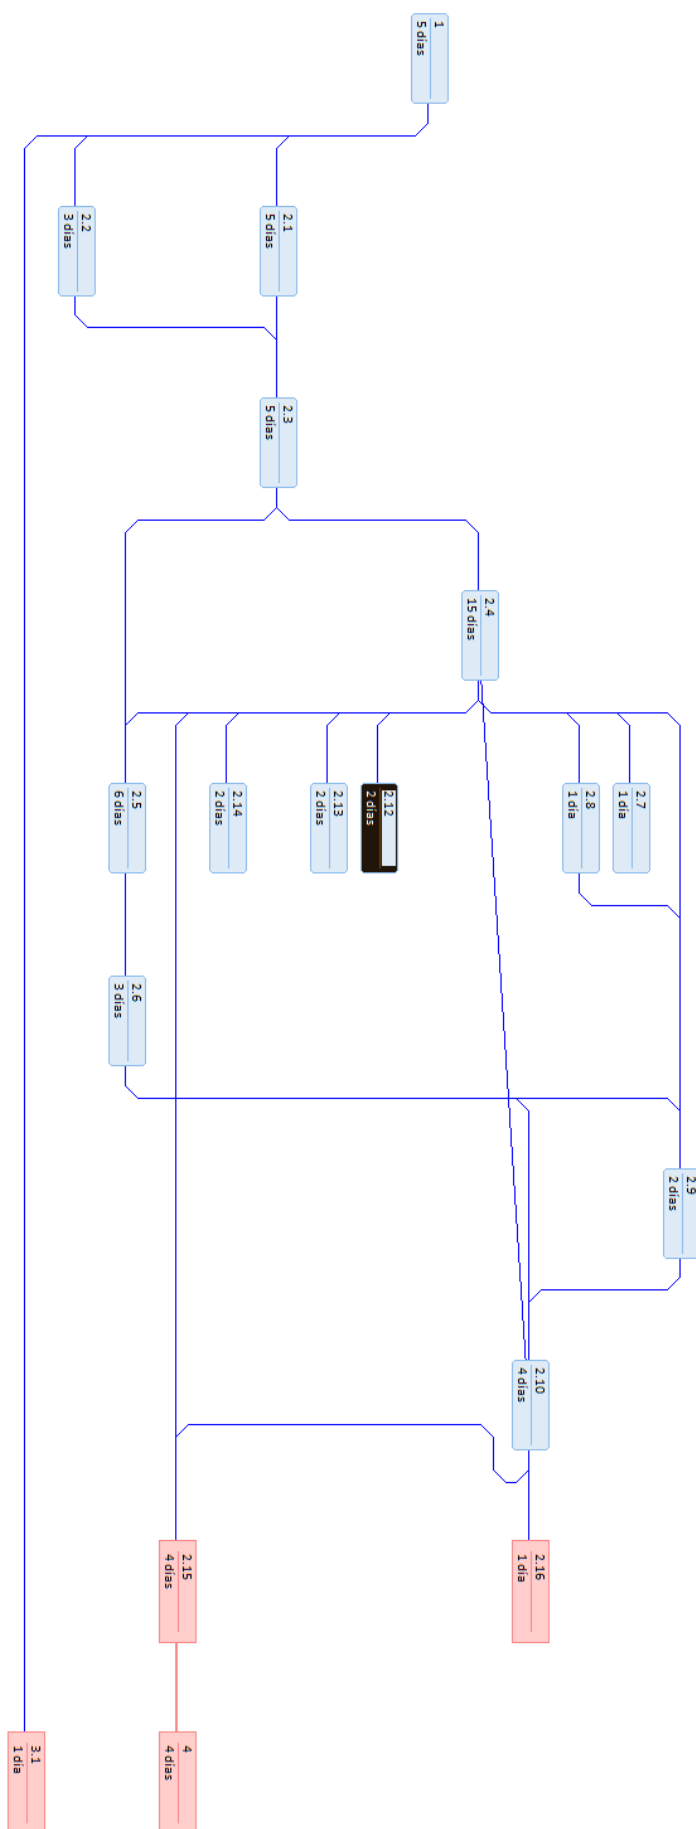 1
5 días
2.2
3 días
2.1
5 días
2.3
5 días
2.4
15 días
2.5
6 días
2.14
2 días
2.13
2 días
2.12
2 días
2.8
1 día
2.7
1 día
2.6
3 días
2.9
2 días
2.10
4 días
2.15
4 días
2.16
1 día
3.1
1 día
4
4 días